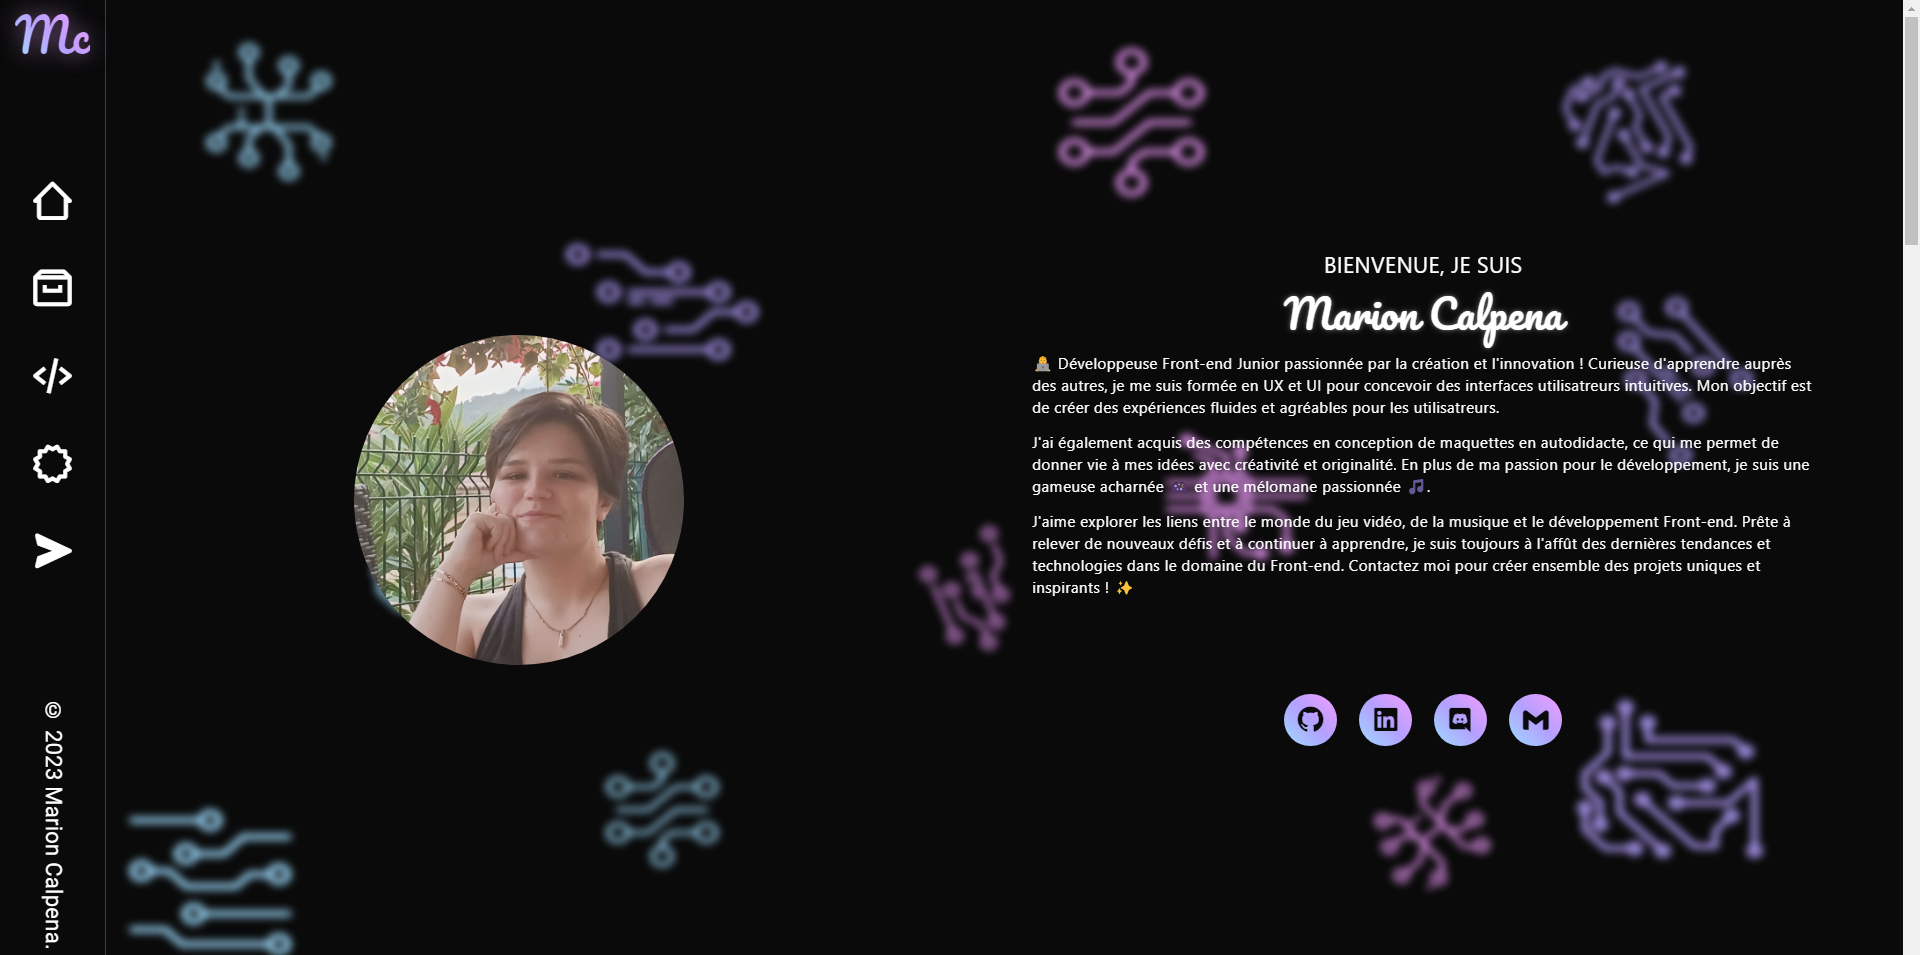 Mc
BIENVENUE, JE SUIS
Marion Calpena
Développeuse Front-end Junior passionnée par la création et l'innovation ! Curieuse d'apprendre auprès
des autres, je me suis formée en UX et UI pour concevoir des interfaces utilisateurs intuitives. Mon objectif est
de créer des expériences fluides et agréables pour les utilisateurs.
J'ai également acquis des compétences en conception de maquettes en autodidacte, ce qui me permet de
donner vie à mes idées avec créativité et originalité. En plus de ma passion pour le développement, je suis une
gameuse acharnée et une mélomane passionnée 🎵.
J'aime explorer les liens entre le monde du jeu vidéo, de la musique et le développement Front-end. Prête à
relever de nouveaux défis et à continuer à apprendre, je suis toujours à l'affût des dernières tendances et
technologies dans le domaine du Front-end. Contactez moi pour créer ensemble des projets uniques et
inspirants ! ✨
© 2023 Marion Calpena.